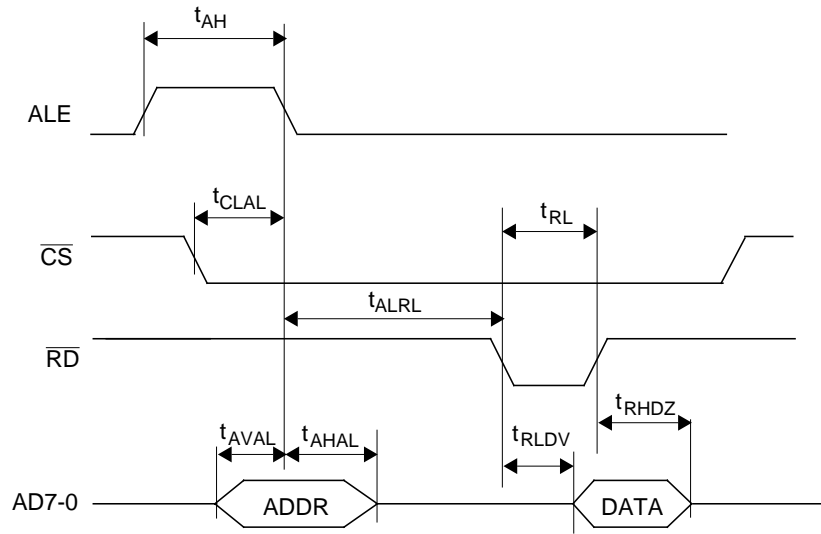 tAH
ALE
tCLAL
tRL
CS
tALRL
RD
tRHDZ
tAVAL
tAHAL
tRLDV
AD7-0
ADDR
DATA